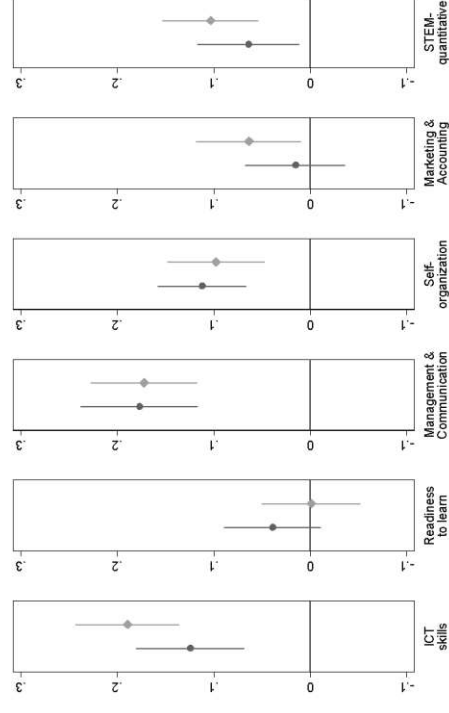 .3
.2
.1
0
-.1
ICT
skills
.3
.2
.1
0
-.1
Readiness
to learn
.3
.2
.1
0
-.1
Management &
Communication
.3
.2
.1
0
-.1
Self-
organization
.3
.2
.1
0
-.1
Marketing &
Accounting
.3
.2
.1
0
-.1
STEM-
quantitative